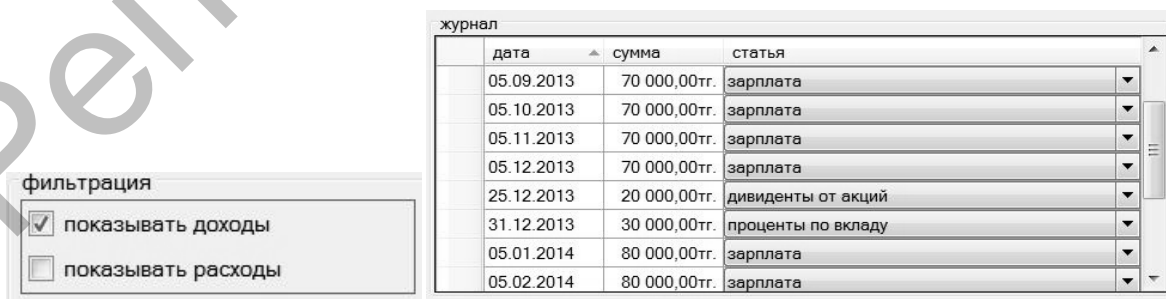 журнал
дата сумма статья
05.09.2013 70 000,00тг. зарплата
05.10.2013 70 000,00тг. зарплата
05.11.2013 70 000,00тг. зарплата
05.12.2013 70 000,00тг. зарплата
25.12.2013 20 000,00тг. дивиденты от акций
31.12.2013 30 000,00тг. проценты по вкладу
05.01.2014 80 000,00тг. зарплата
05.02.2014 80 000,00тг. зарплата
фильтрация
показывать доходы
показывать расходы